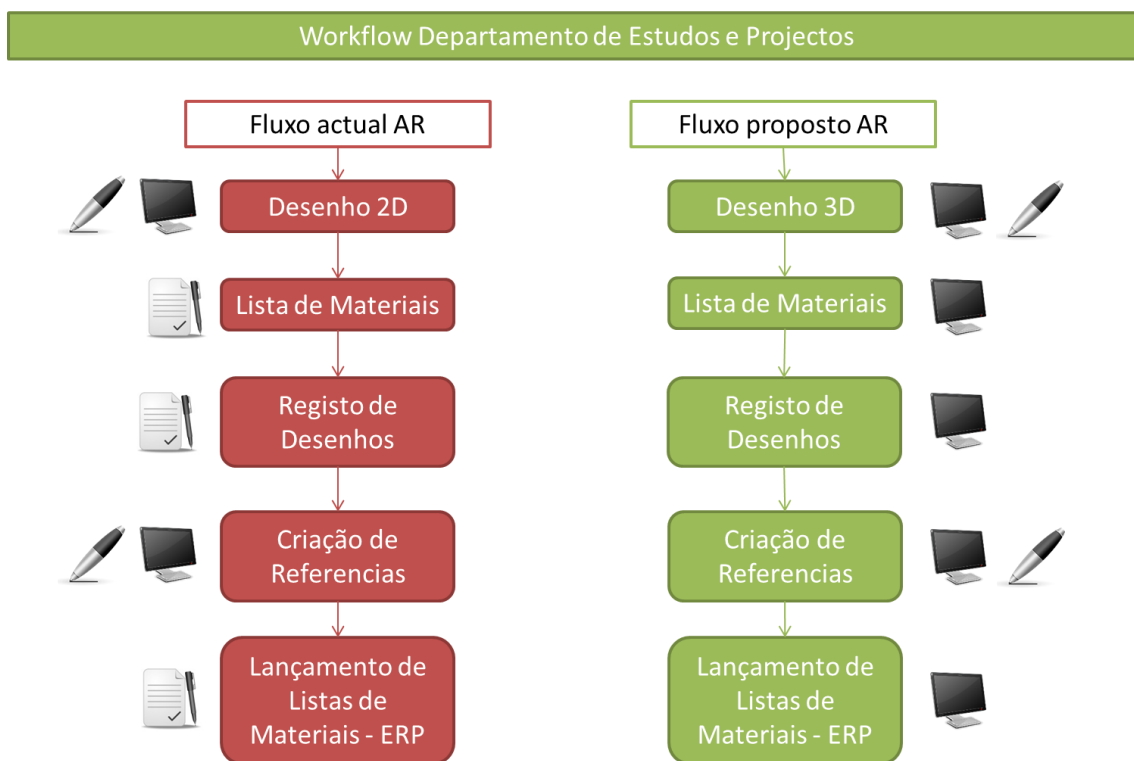 Workflow Departamento de Estudos e Projectos
Fluxo actual AR
Desenho 2D
Lista de Materiais
Registo de
Desenhos
Criação de
Referencias
Lançamento de
Listas de
Materiais - ERP
Fluxo proposto AR
Desenho 3D
Lista de Materiais
Registo de
Desenhos
Criação de
Referencias
Lançamento de
Listas de
Materiais - ERP